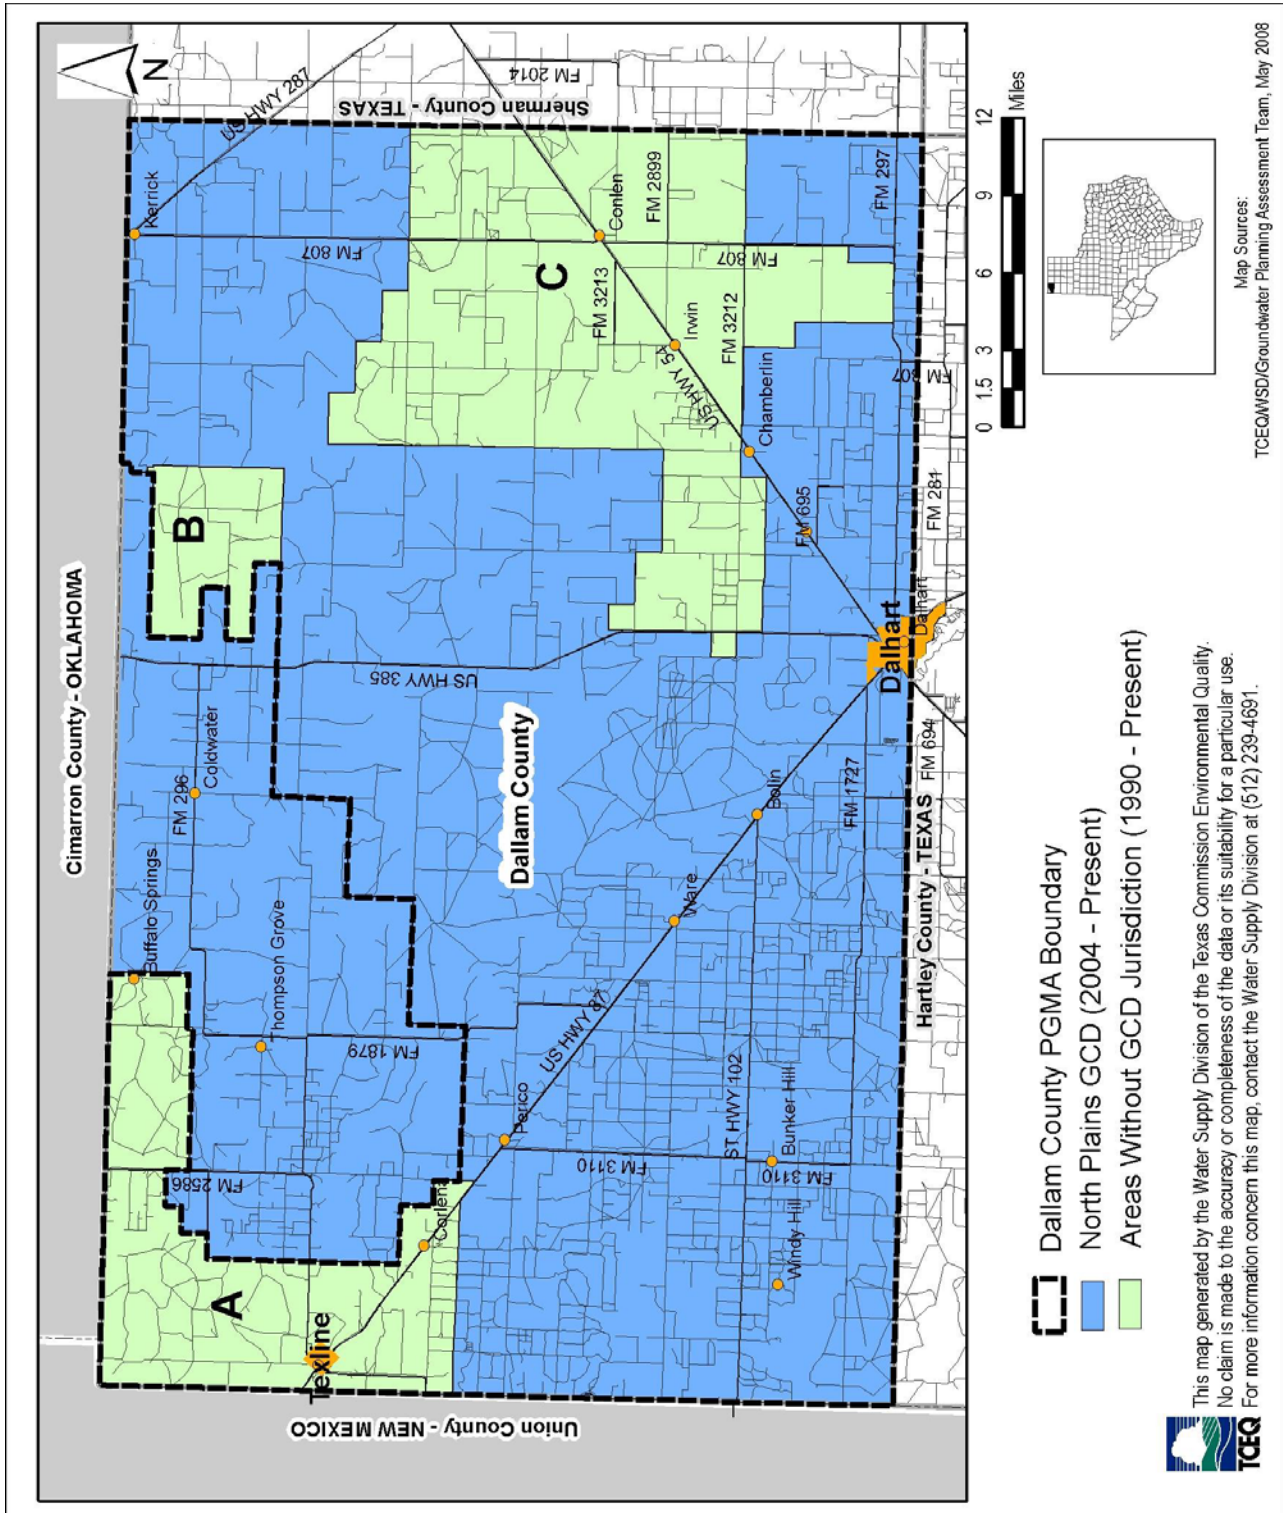 Cimarron County - OKLAHOMA
N
Kerrick
US HWY 287
Buffalo Springs
FM 296
Coldwater
B
FM 807
Sherman County - TEXAS
FM 2014
A
FM 2586
Thompson Grove
FM 1879
US HWY 385
Texline
Corlena
Perico
Dallam County
C
Conlen
FM 2899
FM 3213
US HWY 87
Ware
Irwin
US HWY 54
FM 3212
FM 807
Union County - NEW MEXICO
ST HWY 102
Bolin
Chamberlin
Windy Hill
Bunker Hill
FM 3110
FM 3110
FM 695
FM 297
FM 1727
Dalhart
Dalhart
FM 807
Hartley County - TEXAS
FM 694
FM 281
Dallam County PGMA Boundary
North Plains GCD (2004 - Present)
Areas Without GCD Jurisdiction (1990 - Present)
0 1.5 3 6 9 12
Miles
TCEQ
This map generated by the Water Supply Division of the Texas Commission Environmental Quality.
No claim is made to the accuracy or completeness of the data or its suitability for a particular use.
For more information concern this map, contact the Water Supply Division at (512) 239-4691.
Map Sources:
TCEQ/WSD/Groundwater Planning Assessment Team, May 2008